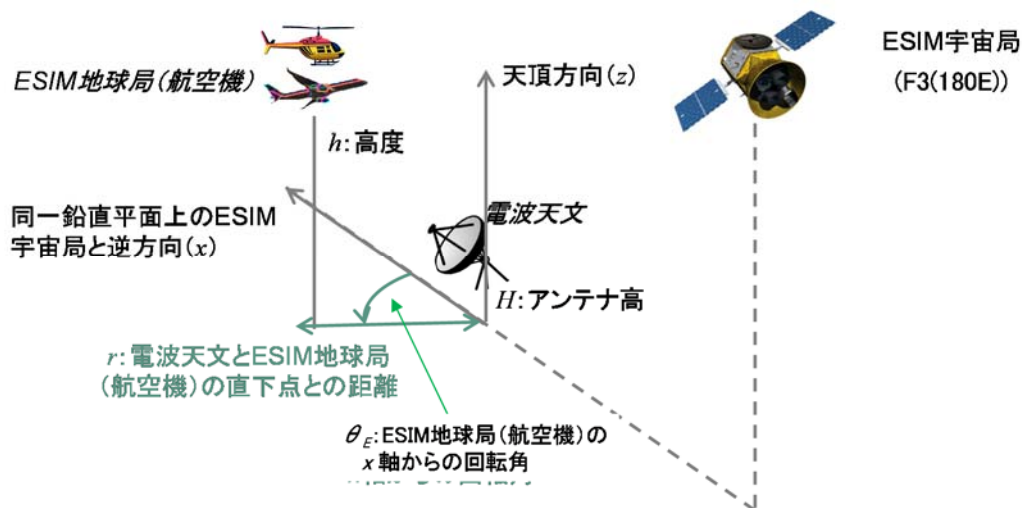 ESIM地球局(航空機)
h:高度
天頂方向(z)
ESIM宇宙局
(F3(180E))
同一鉛直平面上のESIM
宇宙局と逆方向(x)
電波天文
H:アンテナ高
r:電波天文とESIM地球局
(航空機)の直下点との距離
θE:ESIM地球局(航空機)の
x軸からの回転角